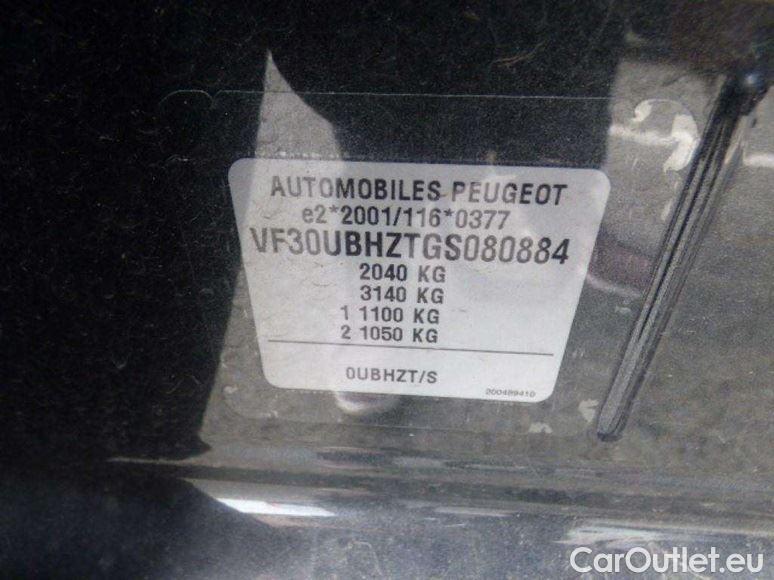 AUTOMOBILES PEUGEOT
e2*2001/116*0377
VF30UBHZTGS080884
2040 KG
3140 KG
1 1100 KG
2 1050 KG
0UBHZT/S
200489410
CarOutlet.eu